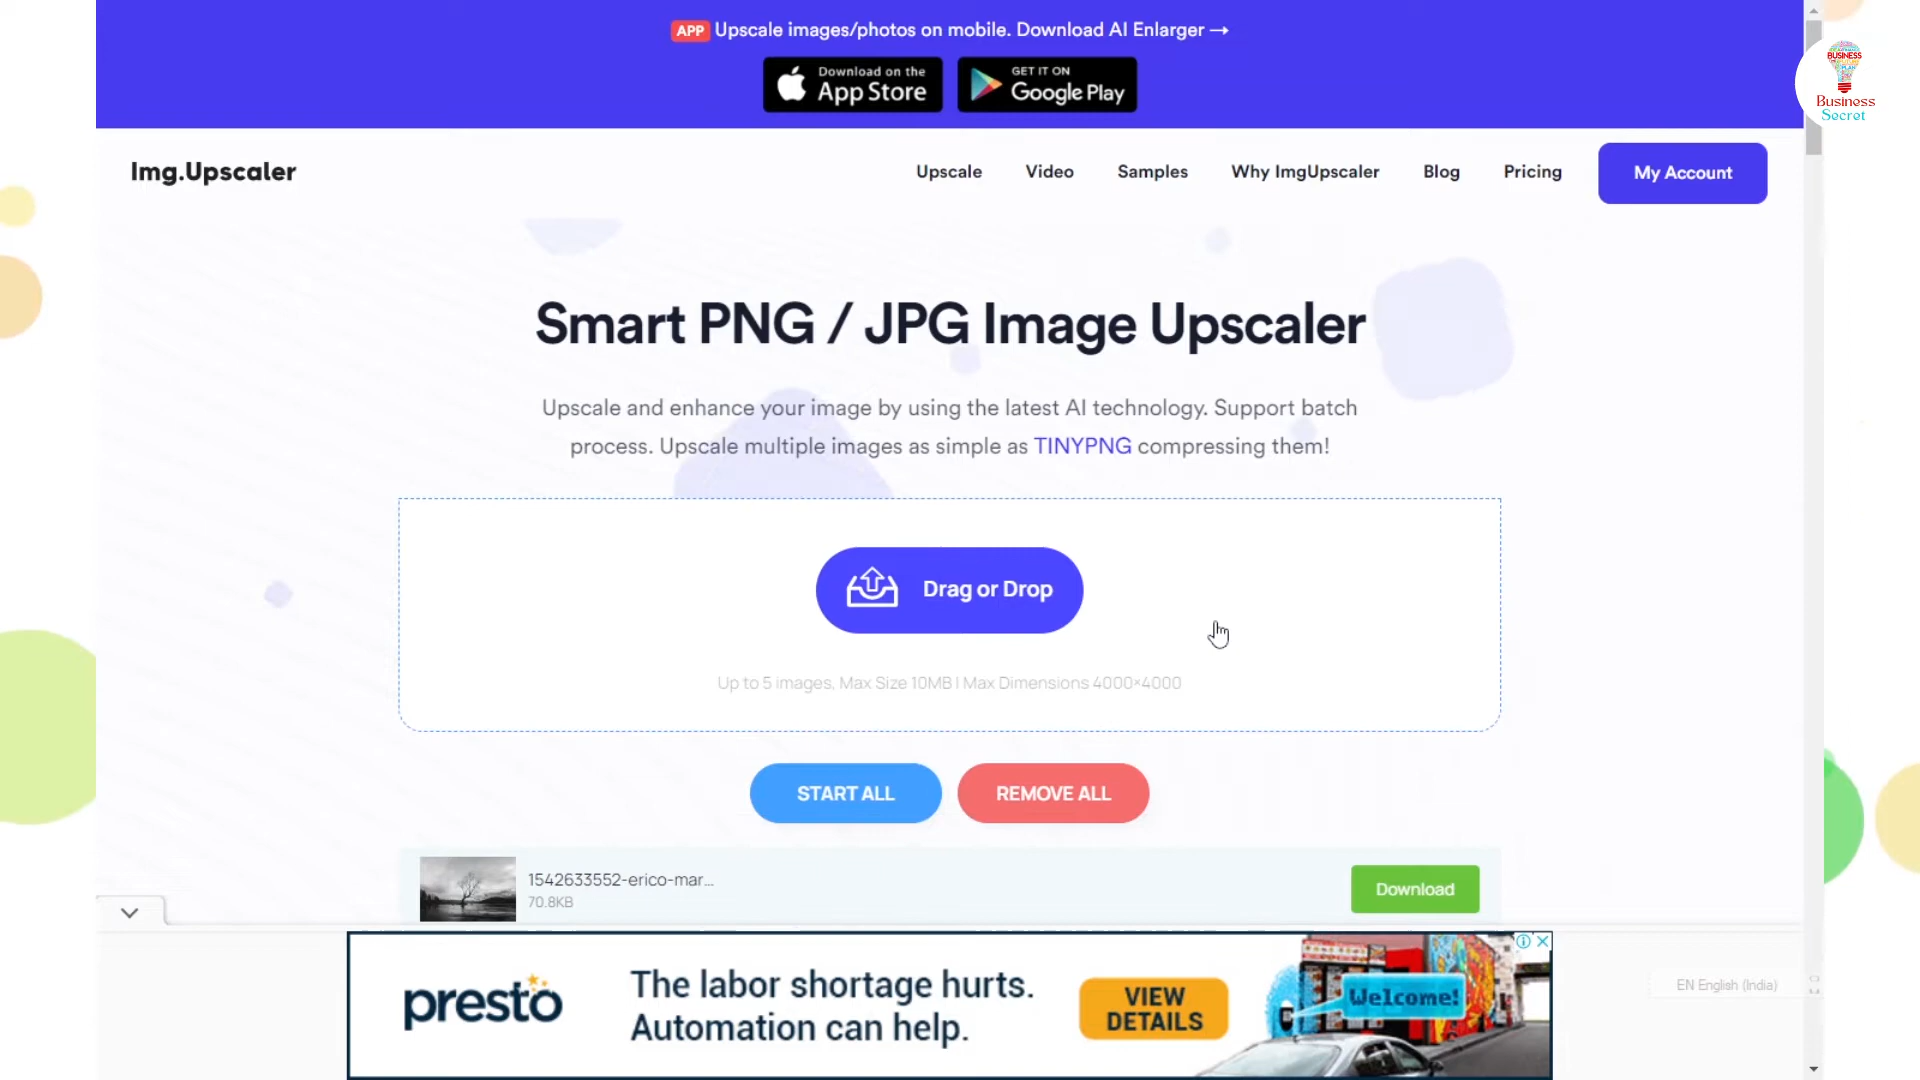 APP Upscale images/photos on mobile. Download AI Enlarger →
Download on the
App Store
GET IT ON
Google Play
BUSINESS
PLAN
Business
Secret
Img.Upscaler
Upscale
Video
Samples
Why ImgUpscaler
Blog
Pricing
My Account
Smart PNG / JPG Image Upscaler
Upscale and enhance your image by using the latest AI technology. Support batch
process. Upscale multiple images as simple as TINYPNG compressing them!
Drag or Drop
Up to 5 images, Max Size 10MB | Max Dimensions 4000×4000
START ALL
REMOVE ALL
1542633552-erico-mar...
70.8KB
Download
presto
The labor shortage hurts.
Automation can help.
VIEW
DETAILS
Welcome!
EN English (India)